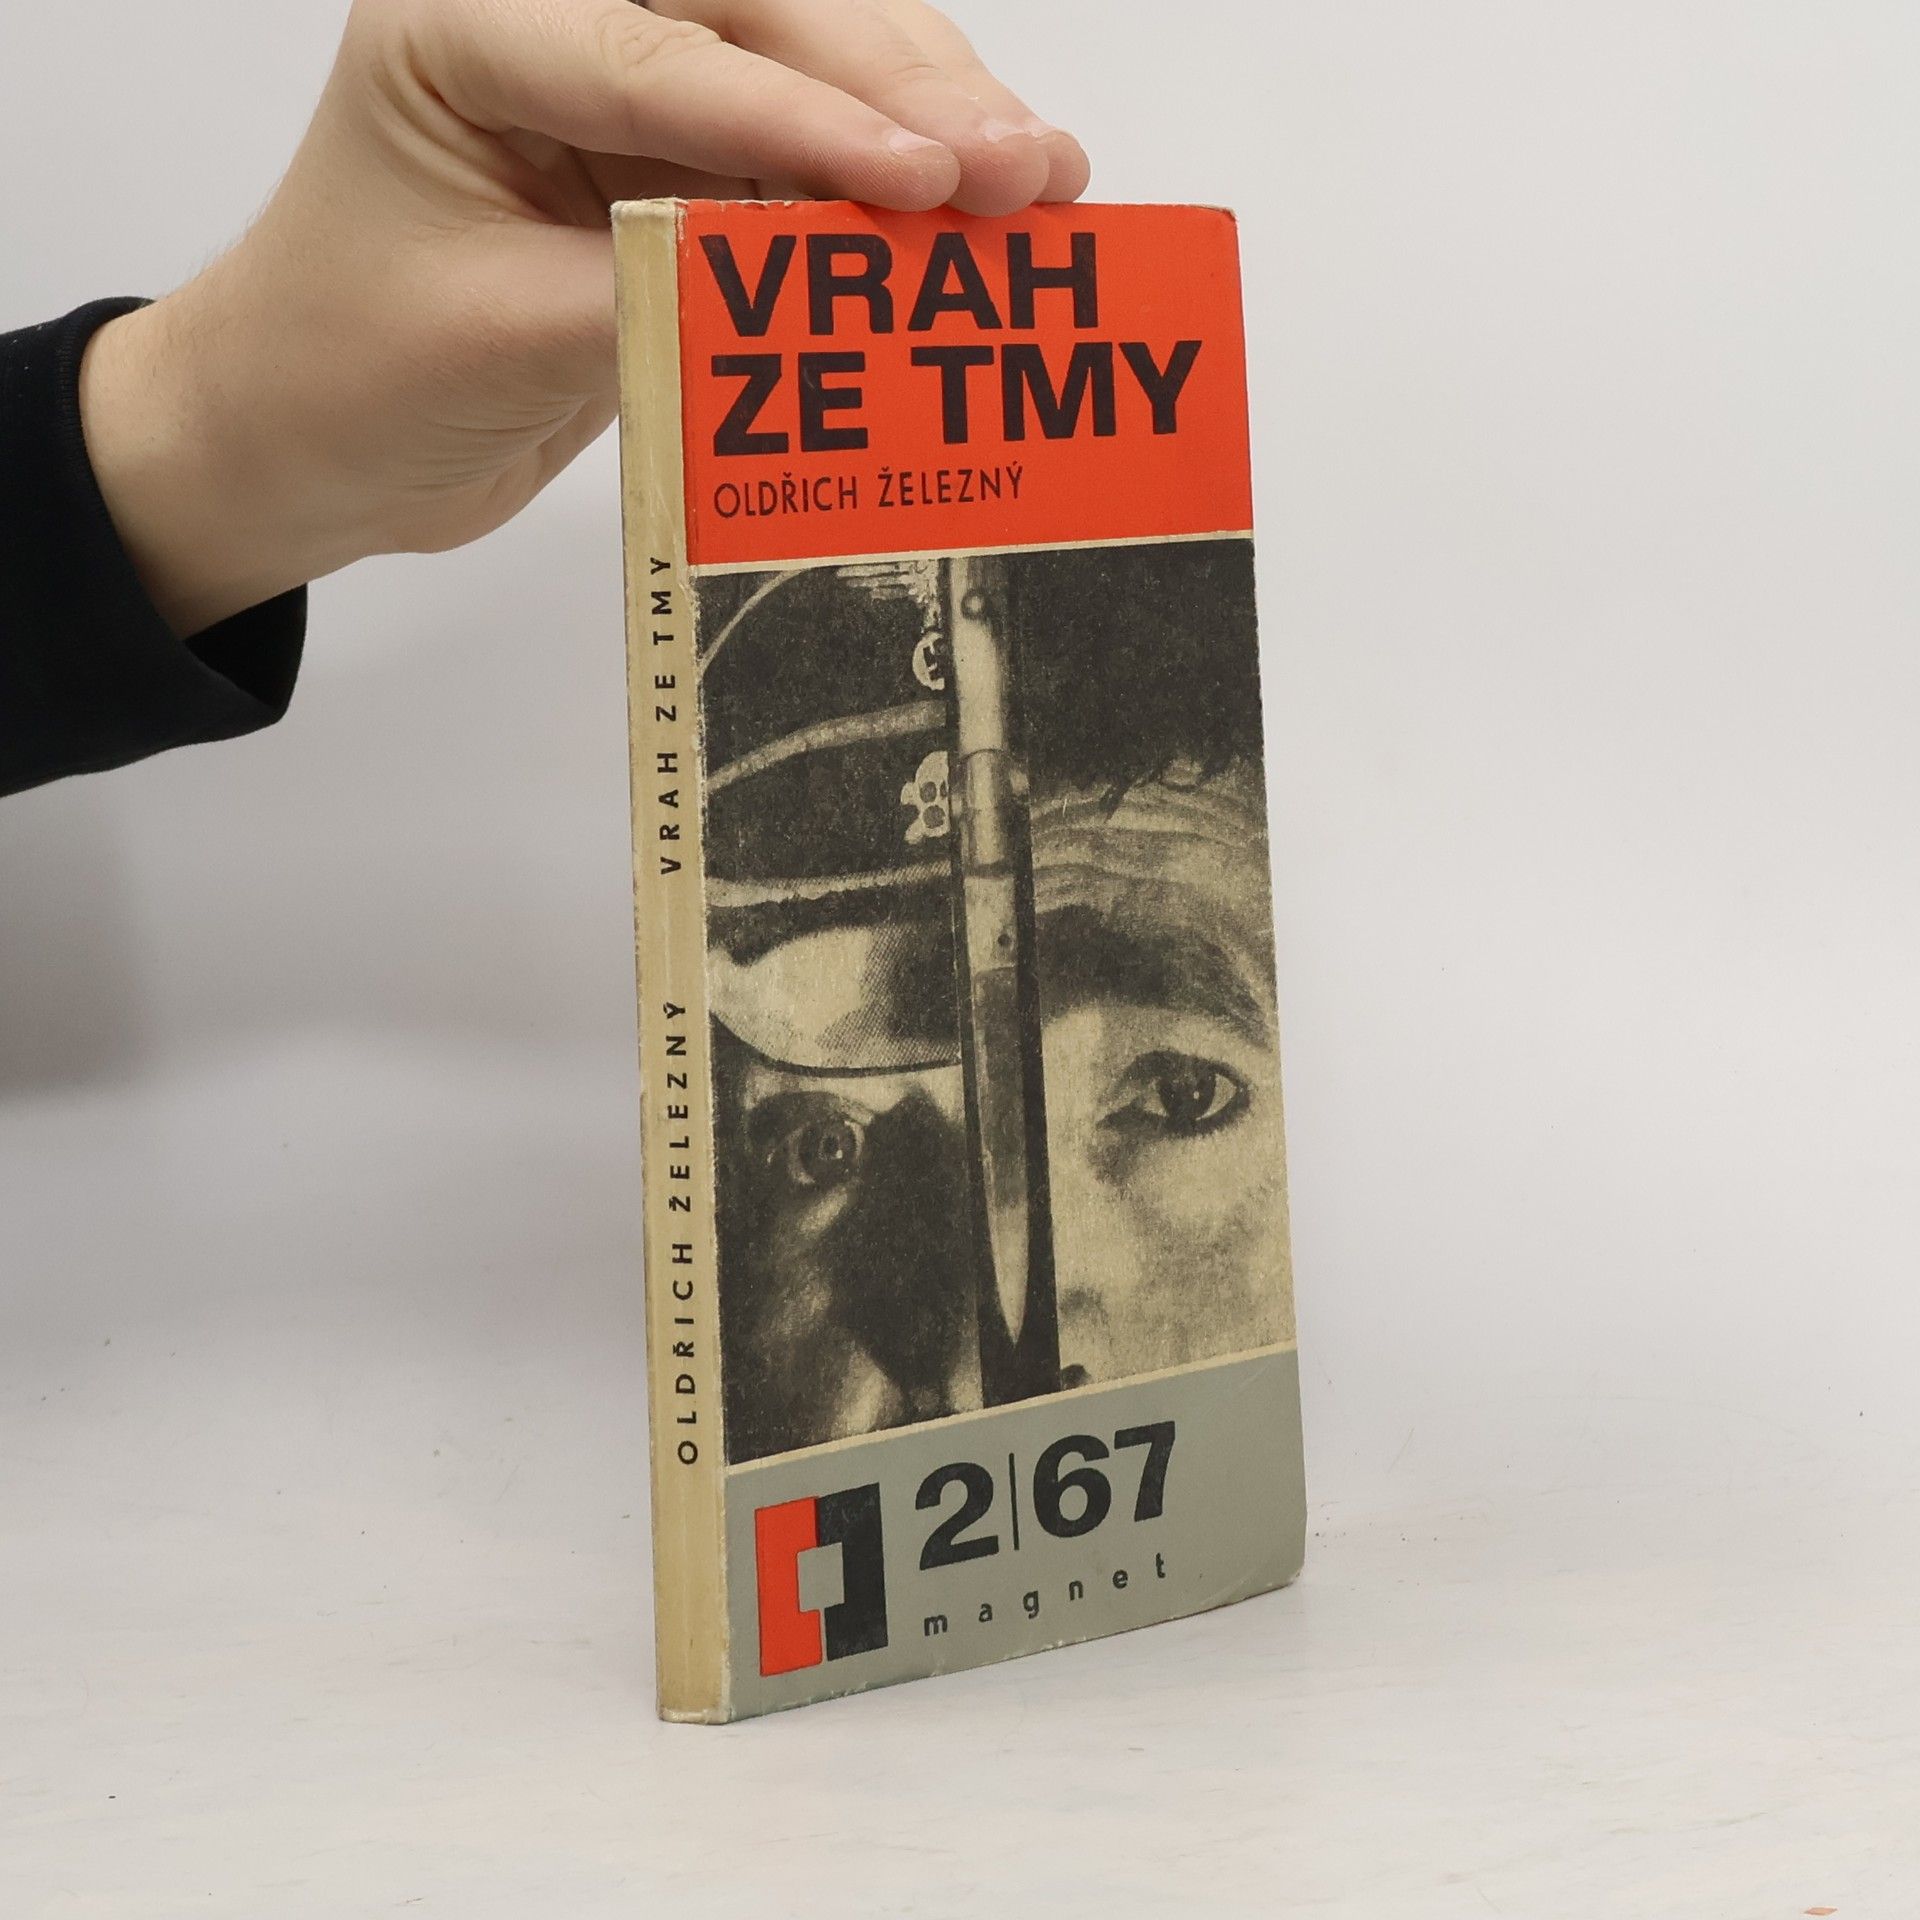 VRAH
ZE TMY
OLDŘICH ŽELEZNÝ
OLDŘICH ŽELEZNÝ VRAH ZE TMY
2|67
magnet